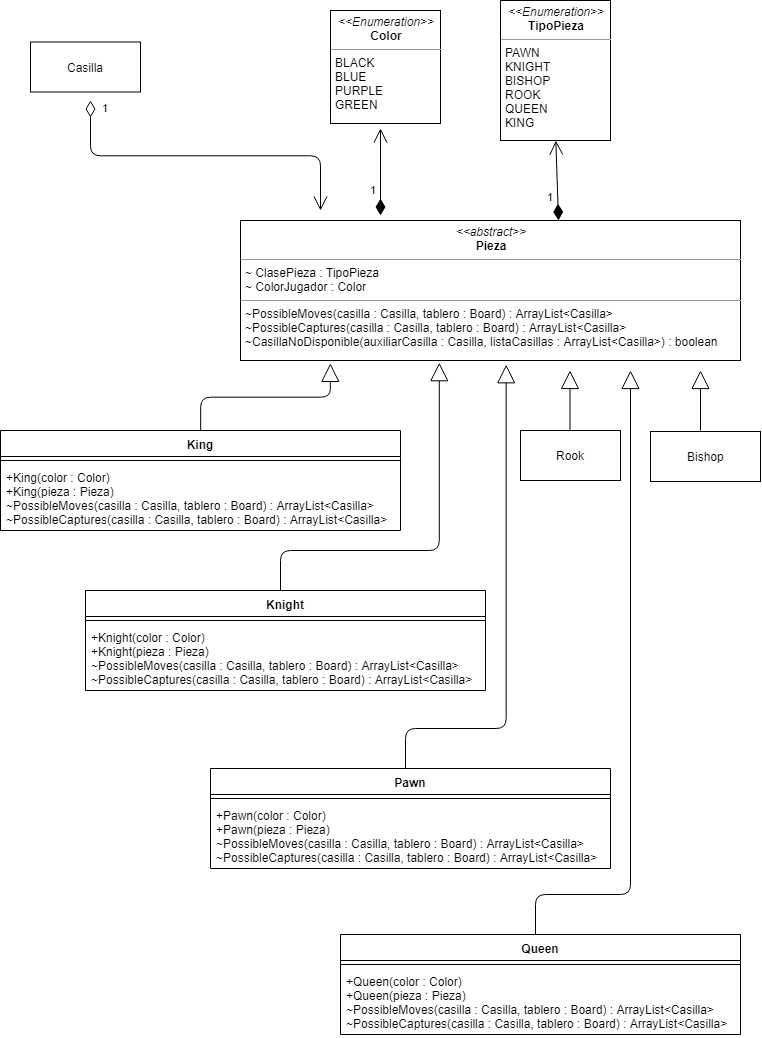 <<Enumeration>>
Color
BLACK
BLUE
PURPLE
GREEN
<<Enumeration>>
TipoPieza
PAWN
KNIGHT
BISHOP
ROOK
QUEEN
KING
Casilla
1
1
1
<<abstract>>
Pieza
~ ClasePieza : TipoPieza
~ ColorJugador : Color
~PossibleMoves(casilla : Casilla, tablero : Board) : ArrayList<Casilla>
~PossibleCaptures(casilla : Casilla, tablero : Board) : ArrayList<Casilla>
~CasillaNoDisponible(auxiliarCasilla : Casilla, listaCasillas : ArrayList<Casilla>) : boolean
King
+King(color : Color)
+King(pieza : Pieza)
~PossibleMoves(casilla : Casilla, tablero : Board) : ArrayList<Casilla>
~PossibleCaptures(casilla : Casilla, tablero : Board) : ArrayList<Casilla>
Rook
Bishop
Knight
+Knight(color : Color)
+Knight(pieza : Pieza)
~PossibleMoves(casilla : Casilla, tablero : Board) : ArrayList<Casilla>
~PossibleCaptures(casilla : Casilla, tablero : Board) : ArrayList<Casilla>
Pawn
+Pawn(color : Color)
+Pawn(pieza : Pieza)
~PossibleMoves(casilla : Casilla, tablero : Board) : ArrayList<Casilla>
~PossibleCaptures(casilla : Casilla, tablero : Board) : ArrayList<Casilla>
Queen
+Queen(color : Color)
+Queen(pieza : Pieza)
~PossibleMoves(casilla : Casilla, tablero : Board) : ArrayList<Casilla>
~PossibleCaptures(casilla : Casilla, tablero : Board) : ArrayList<Casilla>